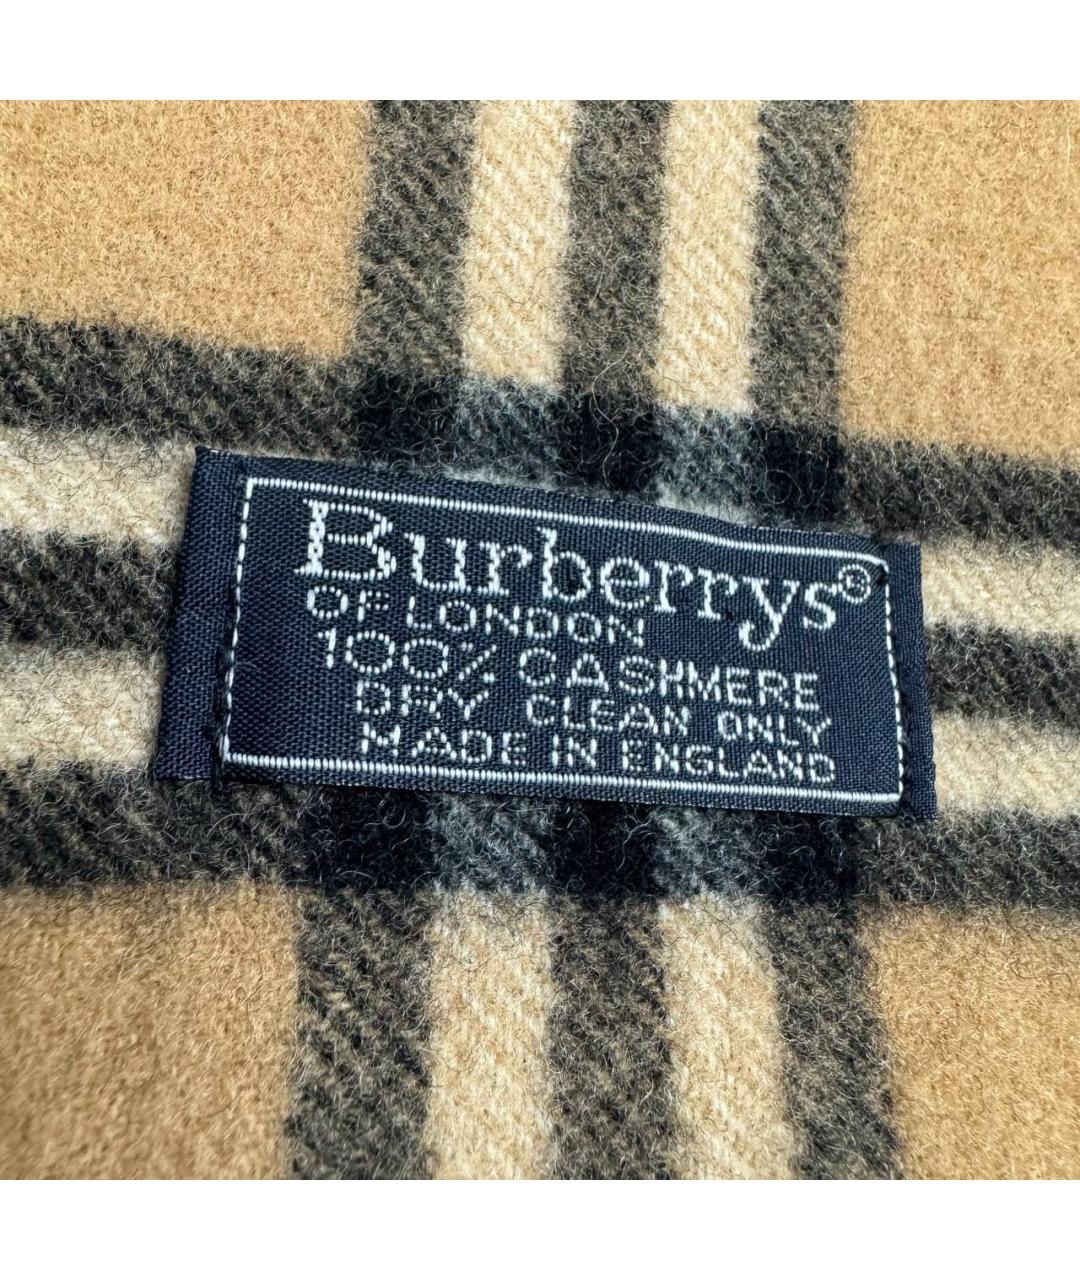 Burberrys®
OF LONDON
100% CASHMERE
DRY CLEAN ONLY
MADE IN ENGLAND